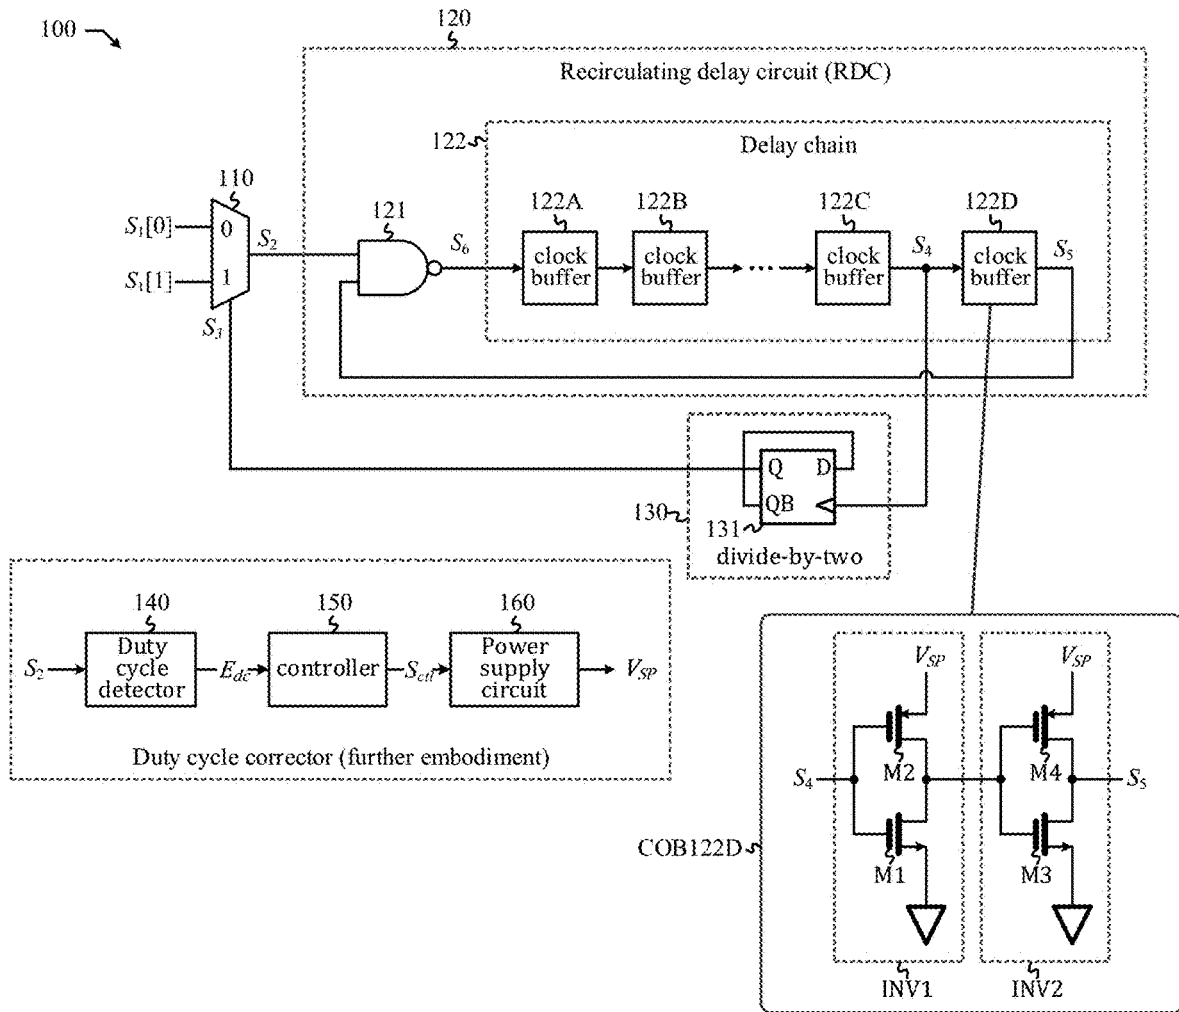 100
120
Recirculating delay circuit (RDC)
122
Delay chain
110
S1[0]
0
S2
S1[1]
1
S3
121
S6
122A
clock
buffer
122B
clock
buffer
...
122C
clock
buffer
S4
122D
clock
buffer
S5
Q
D
QB
130
131
divide-by-two
140
150
160
S2
Duty
cycle
detector
Edc
controller
Sctl
Power
supply
circuit
VSP
Duty cycle corrector (further embodiment)
VSP
VSP
S4
M2
M4
S5
COB122D
M1
M3
INV1
INV2